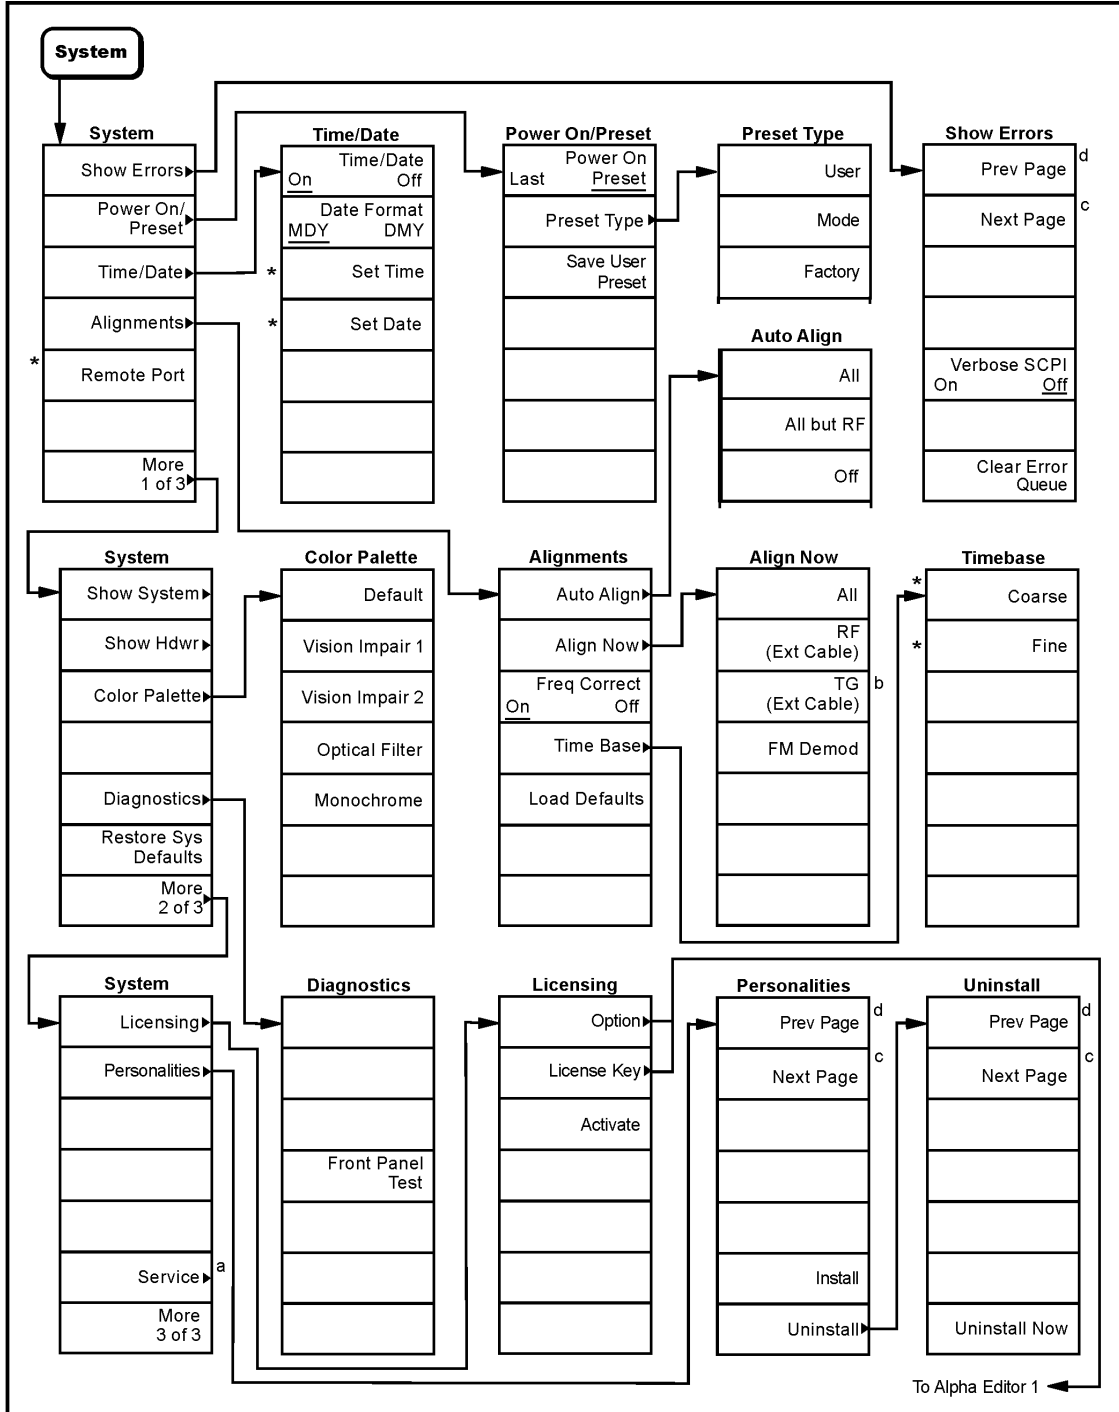 System
System
Show Errors
Power On/
Preset
Time/Date
Alignments
*
Remote Port
More
1 of 3
Time/Date
Time/Date
On Off
Date Format
MDY DMY
* Set Time
* Set Date
Power On/Preset
Power On
Last Preset
Preset Type
Save User
Preset
Preset Type
User
Mode
Factory
Auto Align
All
All but RF
Off
Show Errors
Prev Page d
Next Page c
Verbose SCPI
On Off
Clear Error
Queue
System
Show System
Show Hdwr
Color Palette
Diagnostics
Restore Sys
Defaults
More
2 of 3
Color Palette
Default
Vision Impair 1
Vision Impair 2
Optical Filter
Monochrome
Alignments
Auto Align
Align Now
Freq Correct
On Off
Time Base
Load Defaults
Align Now
All
RF
(Ext Cable)
TG b
(Ext Cable)
FM Demod
Timebase
* Coarse
* Fine
System
Licensing
Personalities
Service a
More
3 of 3
Diagnostics
Front Panel
Test
Licensing
Option
License Key
Activate
Personalities
Prev Page d
Next Page c
Install
Uninstall
Uninstall
Prev Page d
Next Page c
Uninstall Now
To Alpha Editor 1